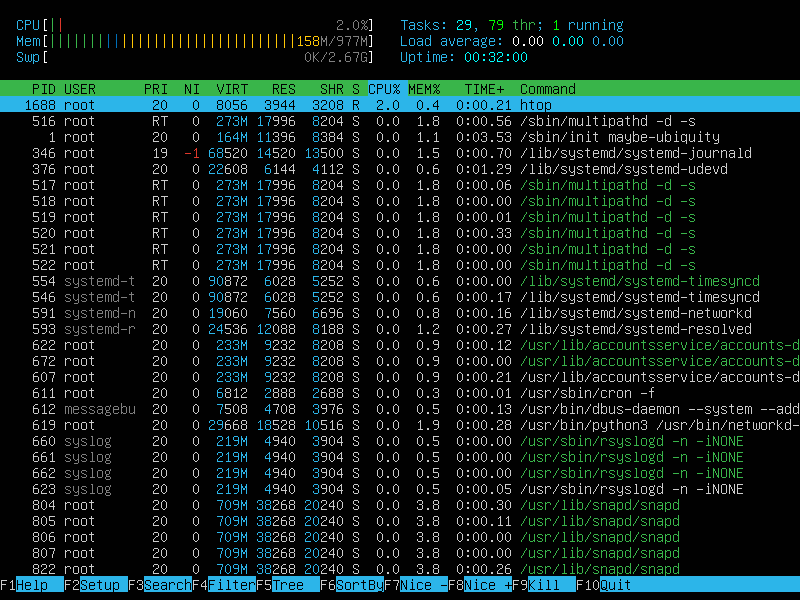 CPU[|| 2.0%] Tasks: 29, 79 thr; 1 running
Mem[|||||||||||||||||||||||||||||||158M/977M] Load average: 0.00 0.00 0.00
Swp[ 0K/2.67G] Uptime: 00:32:00
PID USER PRI NI VIRT RES SHR S CPU% MEM% TIME+ Command
1688 root 20 0 8056 3944 3208 R 2.0 0.4 0:00.21 htop
516 root RT 0 273M 17996 8204 S 0.0 1.8 0:00.56 /sbin/multipathd -d -s
1 root 20 0 164M 11396 8384 S 0.0 1.1 0:03.53 /sbin/init maybe-ubiquity
346 root 19 -1 68520 14520 13500 S 0.0 1.5 0:00.70 /lib/systemd/systemd-journald
376 root 20 0 22608 6144 4112 S 0.0 0.6 0:01.29 /lib/systemd/systemd-udevd
517 root RT 0 273M 17996 8204 S 0.0 1.8 0:00.06 /sbin/multipathd -d -s
518 root RT 0 273M 17996 8204 S 0.0 1.8 0:00.00 /sbin/multipathd -d -s
519 root RT 0 273M 17996 8204 S 0.0 1.8 0:00.01 /sbin/multipathd -d -s
520 root RT 0 273M 17996 8204 S 0.0 1.8 0:00.33 /sbin/multipathd -d -s
521 root RT 0 273M 17996 8204 S 0.0 1.8 0:00.00 /sbin/multipathd -d -s
522 root RT 0 273M 17996 8204 S 0.0 1.8 0:00.00 /sbin/multipathd -d -s
554 systemd-t 20 0 90872 6028 5252 S 0.0 0.6 0:00.00 /lib/systemd/systemd-timesyncd
546 systemd-t 20 0 90872 6028 5252 S 0.0 0.6 0:00.17 /lib/systemd/systemd-timesyncd
591 systemd-n 20 0 19060 7560 6696 S 0.0 0.8 0:00.16 /lib/systemd/systemd-networkd
593 systemd-r 20 0 24536 12088 8188 S 0.0 1.2 0:00.27 /lib/systemd/systemd-resolved
622 root 20 0 233M 9232 8208 S 0.0 0.9 0:00.12 /usr/lib/accountsservice/accounts-d
672 root 20 0 233M 9232 8208 S 0.0 0.9 0:00.00 /usr/lib/accountsservice/accounts-d
607 root 20 0 233M 9232 8208 S 0.0 0.9 0:00.21 /usr/lib/accountsservice/accounts-d
611 root 20 0 6812 2888 2688 S 0.0 0.3 0:00.01 /usr/sbin/cron -f
612 messagebu 20 0 7508 4708 3976 S 0.0 0.5 0:00.13 /usr/bin/dbus-daemon --system --add
619 root 20 0 29668 18528 10516 S 0.0 1.9 0:00.28 /usr/bin/python3 /usr/bin/networkd-
660 syslog 20 0 219M 4940 3904 S 0.0 0.5 0:00.00 /usr/sbin/rsyslogd -n -iNONE
661 syslog 20 0 219M 4940 3904 S 0.0 0.5 0:00.00 /usr/sbin/rsyslogd -n -iNONE
662 syslog 20 0 219M 4940 3904 S 0.0 0.5 0:00.00 /usr/sbin/rsyslogd -n -iNONE
623 syslog 20 0 219M 4940 3904 S 0.0 0.5 0:00.05 /usr/sbin/rsyslogd -n -iNONE
804 root 20 0 709M 38268 20240 S 0.0 3.8 0:00.30 /usr/lib/snapd/snapd
805 root 20 0 709M 38268 20240 S 0.0 3.8 0:00.11 /usr/lib/snapd/snapd
806 root 20 0 709M 38268 20240 S 0.0 3.8 0:00.00 /usr/lib/snapd/snapd
807 root 20 0 709M 38268 20240 S 0.0 3.8 0:00.00 /usr/lib/snapd/snapd
822 root 20 0 709M 38268 20240 S 0.0 3.8 0:00.26 /usr/lib/snapd/snapd
F1Help F2Setup F3SearchF4FilterF5Tree F6SortByF7Nice -F8Nice +F9Kill F10Quit